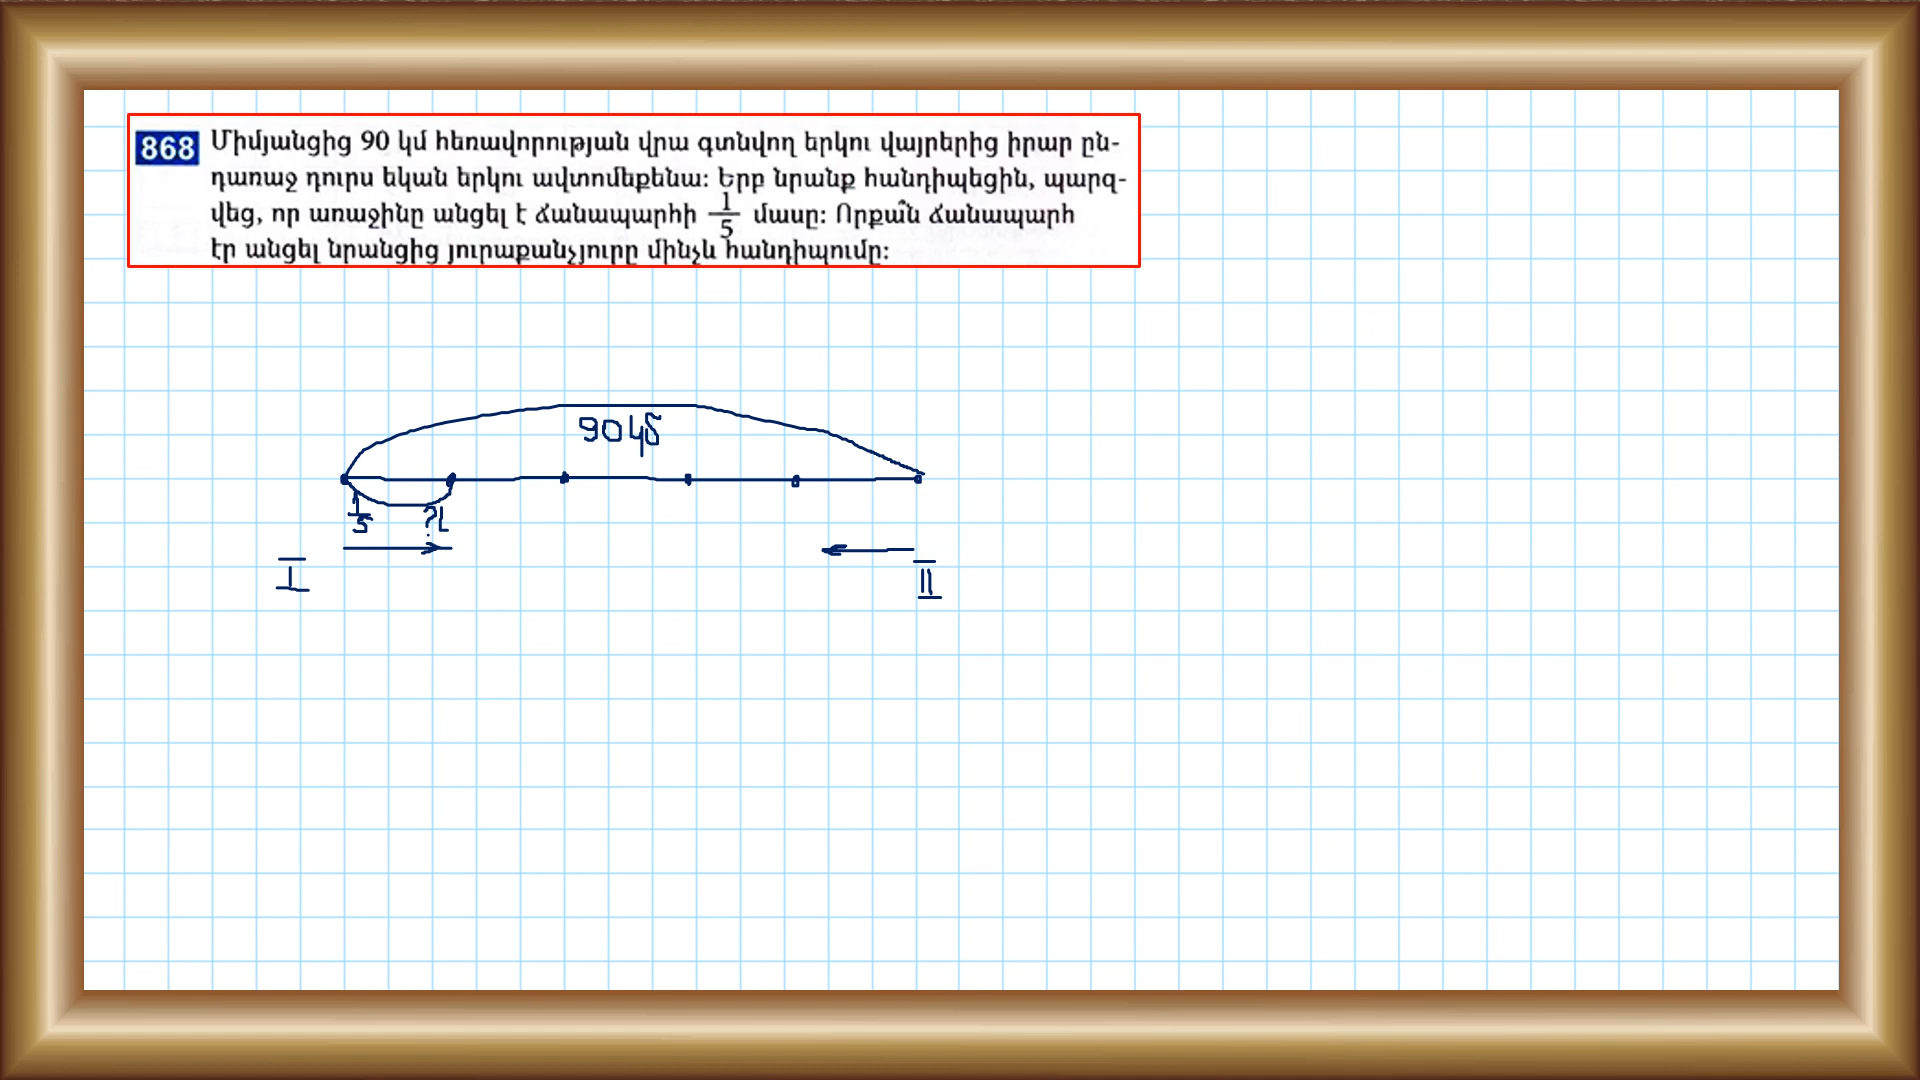 868 Միմյանցից 90 կմ հեռավորության վրա գտնվող երկու վայրերից իրար ըն-
դառաջ դուրս եկան երկու ավտոմեքենա: Երբ նրանք հանդիպեցին, պարզ-
վեց, որ առաջինը անցել է ճանապարհի 1/5 մասը: Որքա՞ն ճանապարհ
էր անցել նրանցից յուրաքանչյուրը մինչև հանդիպումը:
90կմ
1/5
I
II